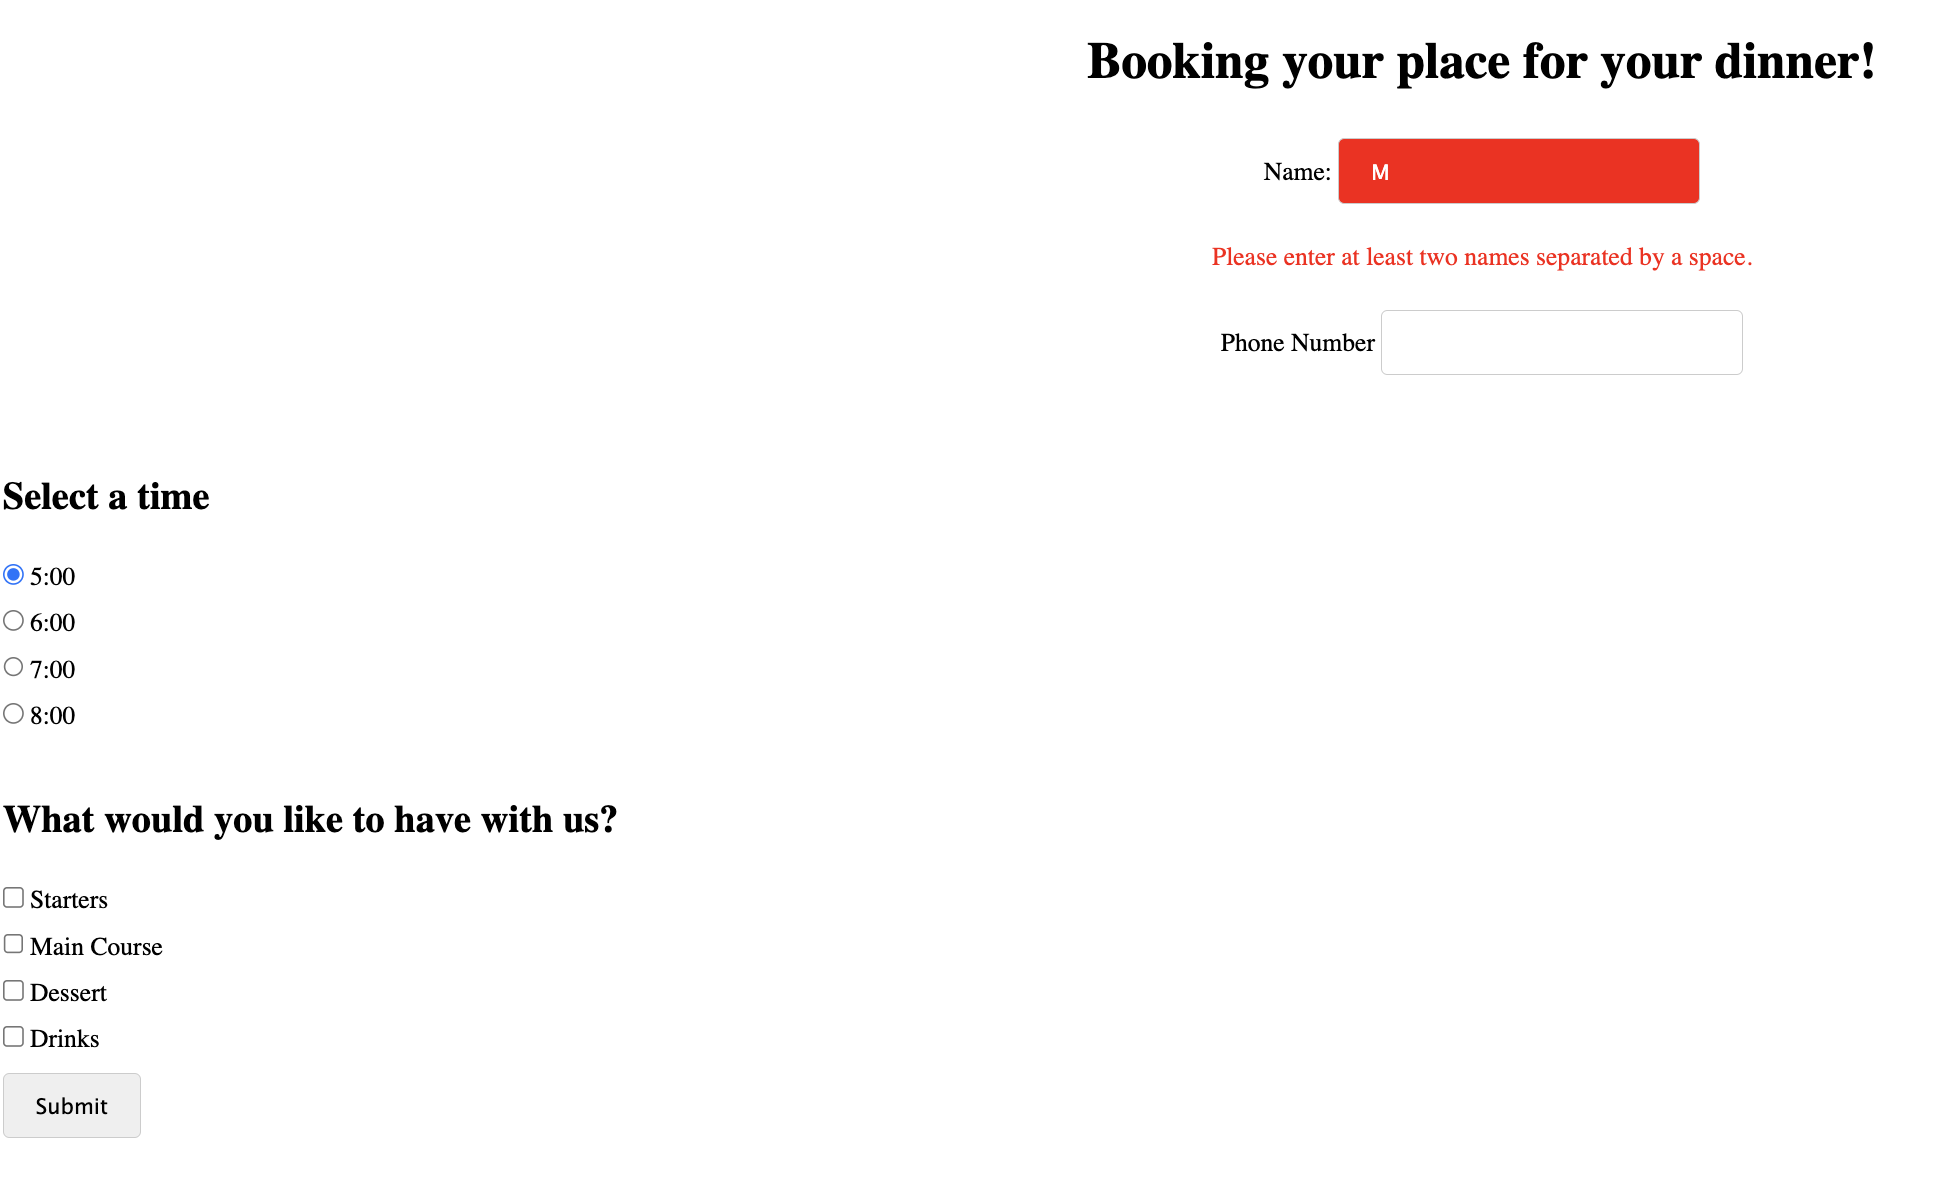 Booking your place for your dinner!
Name: M
Please enter at least two names separated by a space.
Phone Number
Select a time
5:00
6:00
7:00
8:00
What would you like to have with us?
Starters
Main Course
Dessert
Drinks
Submit